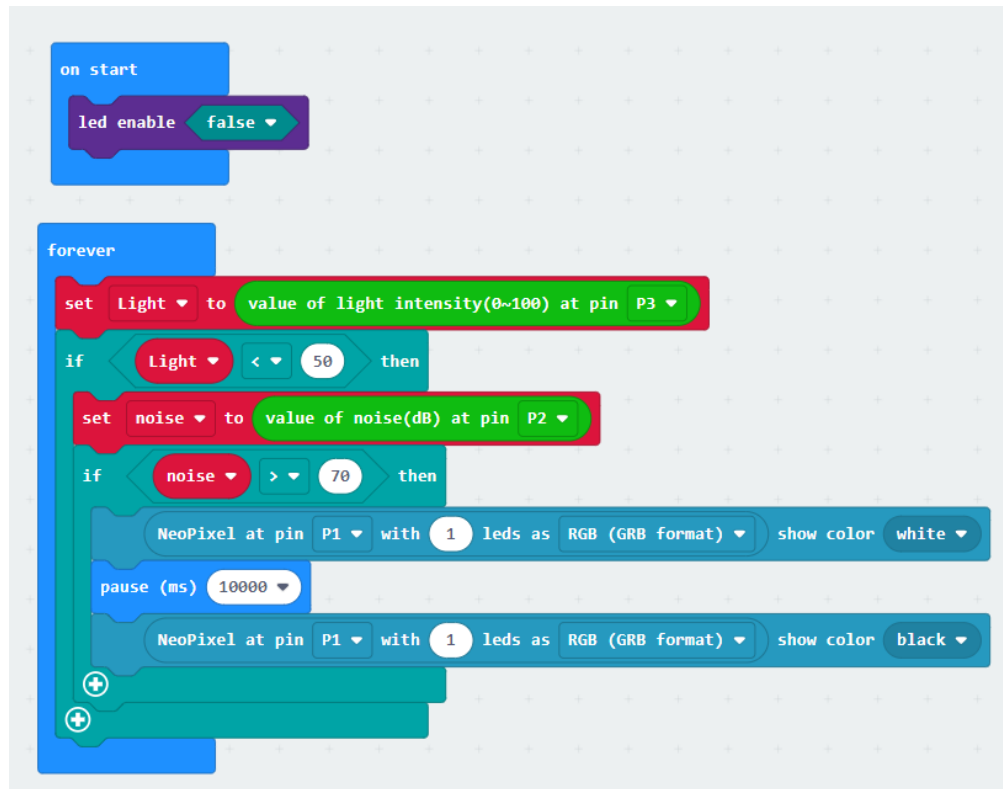 on start
led enable false
forever
set Light to value of light intensity(0~100) at pin P3
if Light < 50 then
set noise to value of noise(dB) at pin P2
if noise > 70 then
NeoPixel at pin P1 with 1 leds as RGB (GRB format) show color white
pause (ms) 10000
NeoPixel at pin P1 with 1 leds as RGB (GRB format) show color black